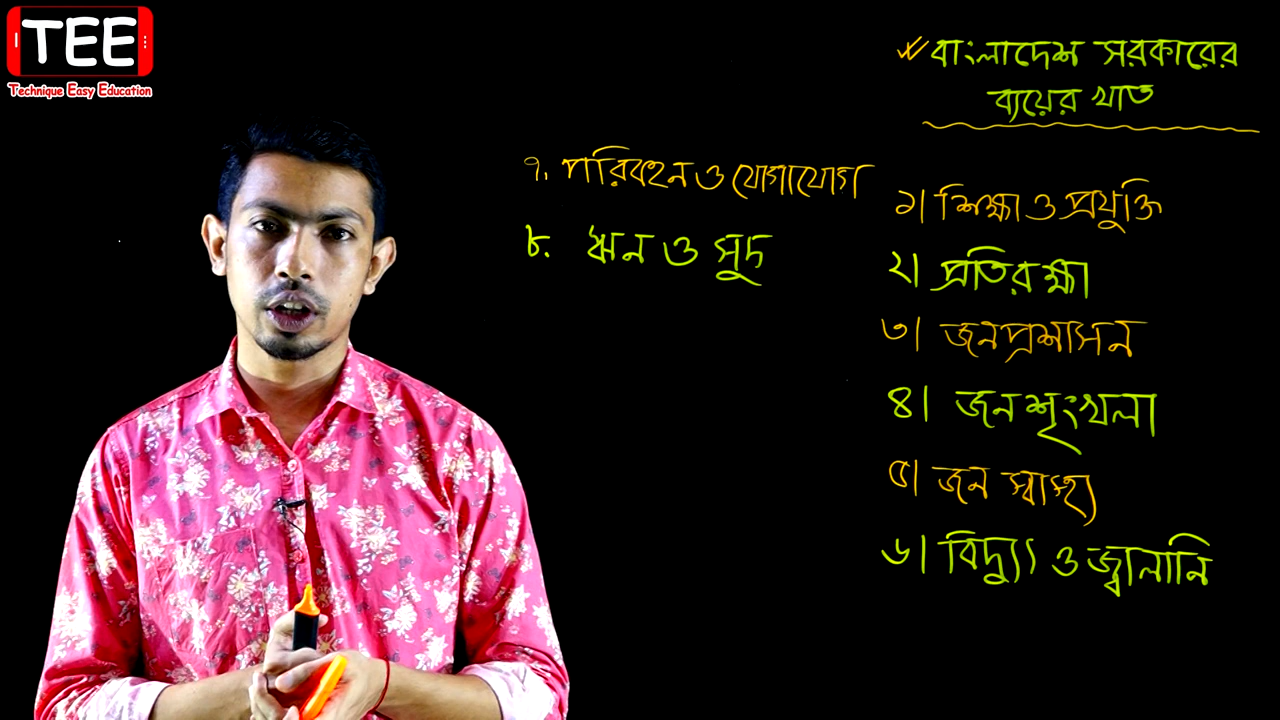 TEE
Technique Easy Education
বাংলাদেশ সরকারের
ব্যয়ের খাত
১। শিক্ষা ও প্রযুক্তি
২। প্রতিরক্ষা
৩। জনপ্রশাসন
৪। জনশৃংখলা
৫। জন স্বাস্থ্য
৬। বিদ্যুৎ ও জ্বালানি
৭. পরিবহন ও যোগাযোগ
৮. ঋন ও সুদ